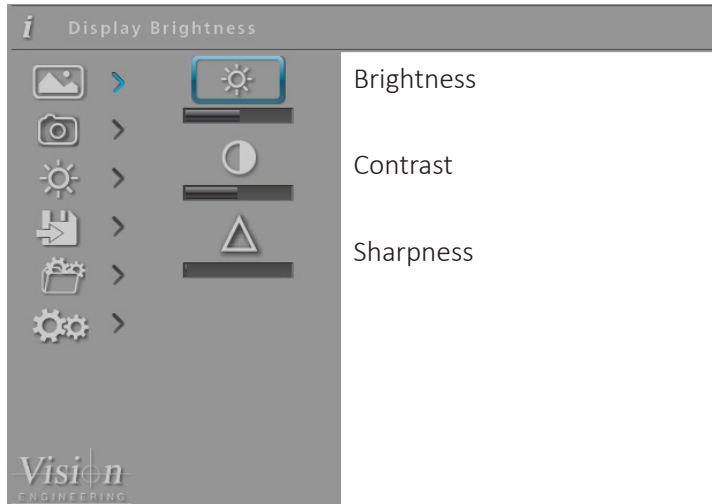 i Display Brightness
Brightness
Contrast
Sharpness
Vision
ENGINEERING